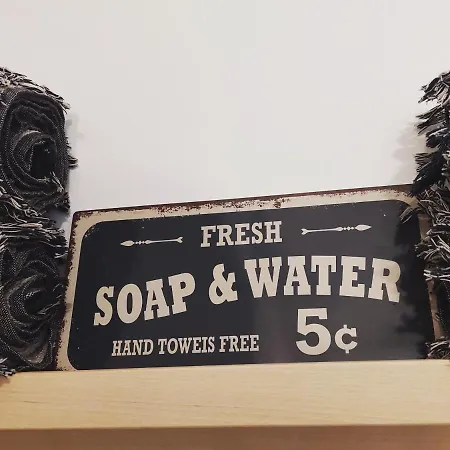 FRESH
SOAP & WATER
HAND TOWEIS FREE 5¢